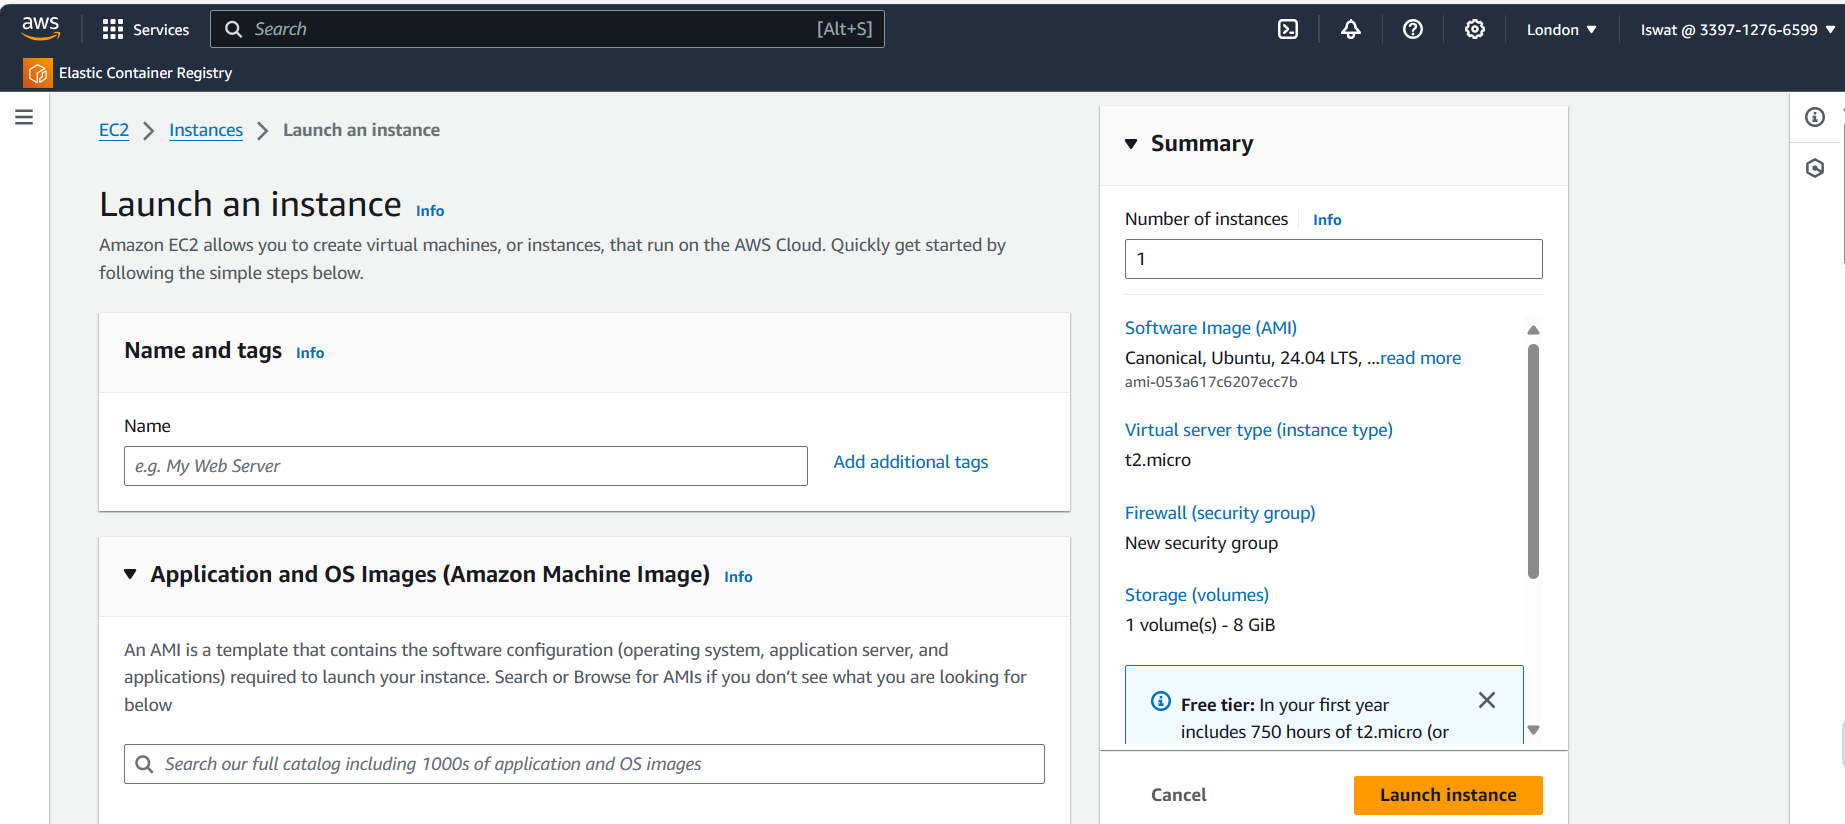 aws
Services
Search
[Alt+S]
London
Iswat @ 3397-1276-6599
Elastic Container Registry
EC2
Instances
Launch an instance
Launch an instance
Info
Amazon EC2 allows you to create virtual machines, or instances, that run on the AWS Cloud. Quickly get started by
following the simple steps below.
Name and tags
Info
Name
e.g. My Web Server
Add additional tags
Application and OS Images (Amazon Machine Image)
Info
An AMI is a template that contains the software configuration (operating system, application server, and
applications) required to launch your instance. Search or Browse for AMIs if you don’t see what you are looking for
below
Search our full catalog including 1000s of application and OS images
Summary
Number of instances
Info
1
Software Image (AMI)
Canonical, Ubuntu, 24.04 LTS, ...read more
ami-053a617c6207ecc7b
Virtual server type (instance type)
t2.micro
Firewall (security group)
New security group
Storage (volumes)
1 volume(s) - 8 GiB
Free tier: In your first year
includes 750 hours of t2.micro (or
Cancel
Launch instance